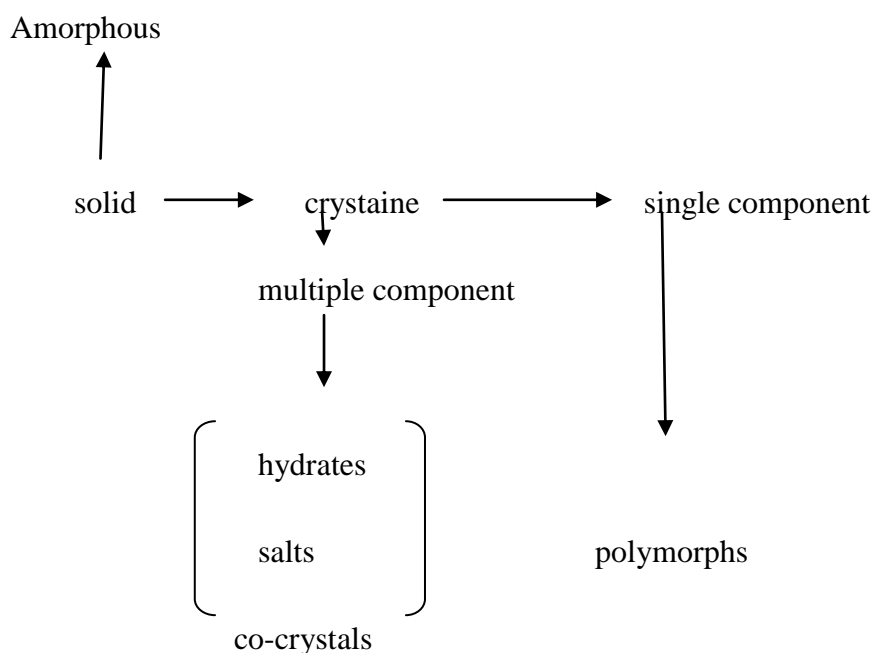 Amorphous
solid crystaine single component
multiple component
hydrates
salts polymorphs
co-crystals